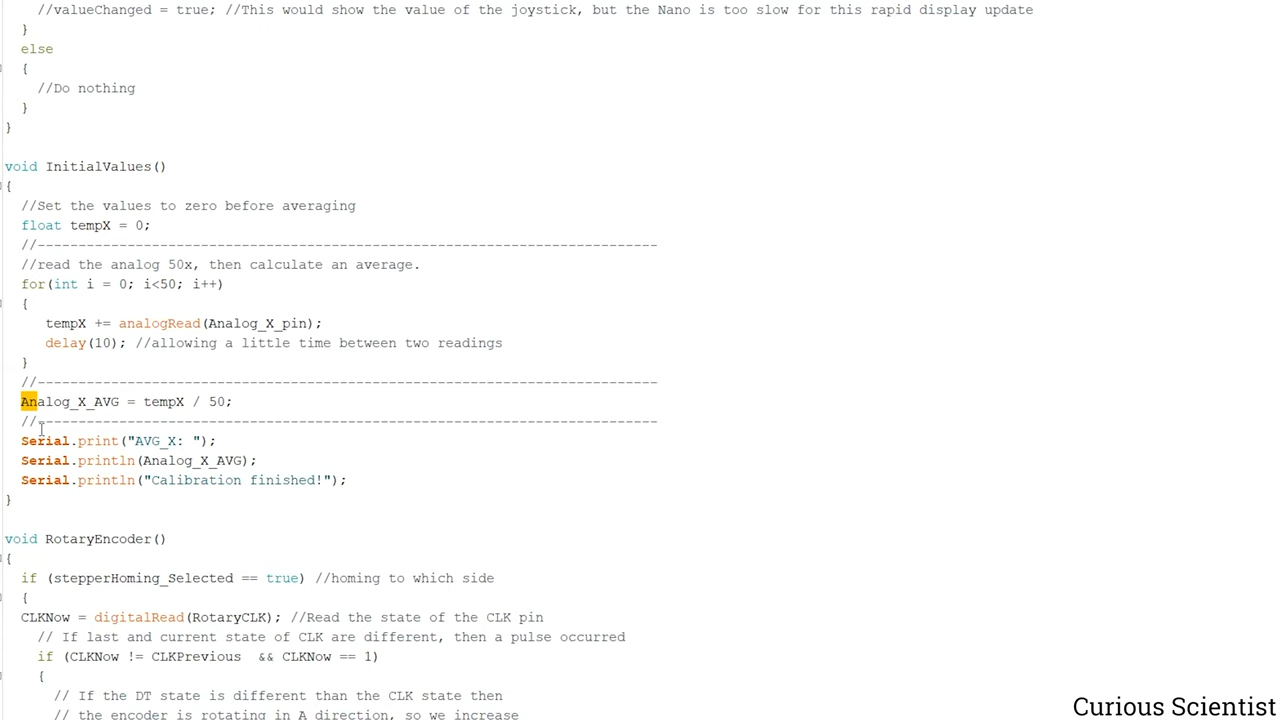 //valueChanged = true; //This would show the value of the joystick, but the Nano is too slow for this rapid display update
}
else
{
//Do nothing
}
}
void InitialValues()
{
//Set the values to zero before averaging
float tempX = 0;
//----------------------------------------------------------------------------
//read the analog 50x, then calculate an average.
for(int i = 0; i<50; i++)
{
tempX += analogRead(Analog_X_pin);
delay(10); //allowing a little time between two readings
}
//----------------------------------------------------------------------------
Analog_X_AVG = tempX / 50;
//----------------------------------------------------------------------------
Serial.print("AVG_X: ");
Serial.println(Analog_X_AVG);
Serial.println("Calibration finished!");
}
void RotaryEncoder()
{
if (stepperHoming_Selected == true) //homing to which side
{
CLKNow = digitalRead(RotaryCLK); //Read the state of the CLK pin
// If last and current state of CLK are different, then a pulse occurred
if (CLKNow != CLKPrevious  && CLKNow == 1)
{
// If the DT state is different than the CLK state then
// the encoder is rotating in A direction, so we increase
Curious Scientist